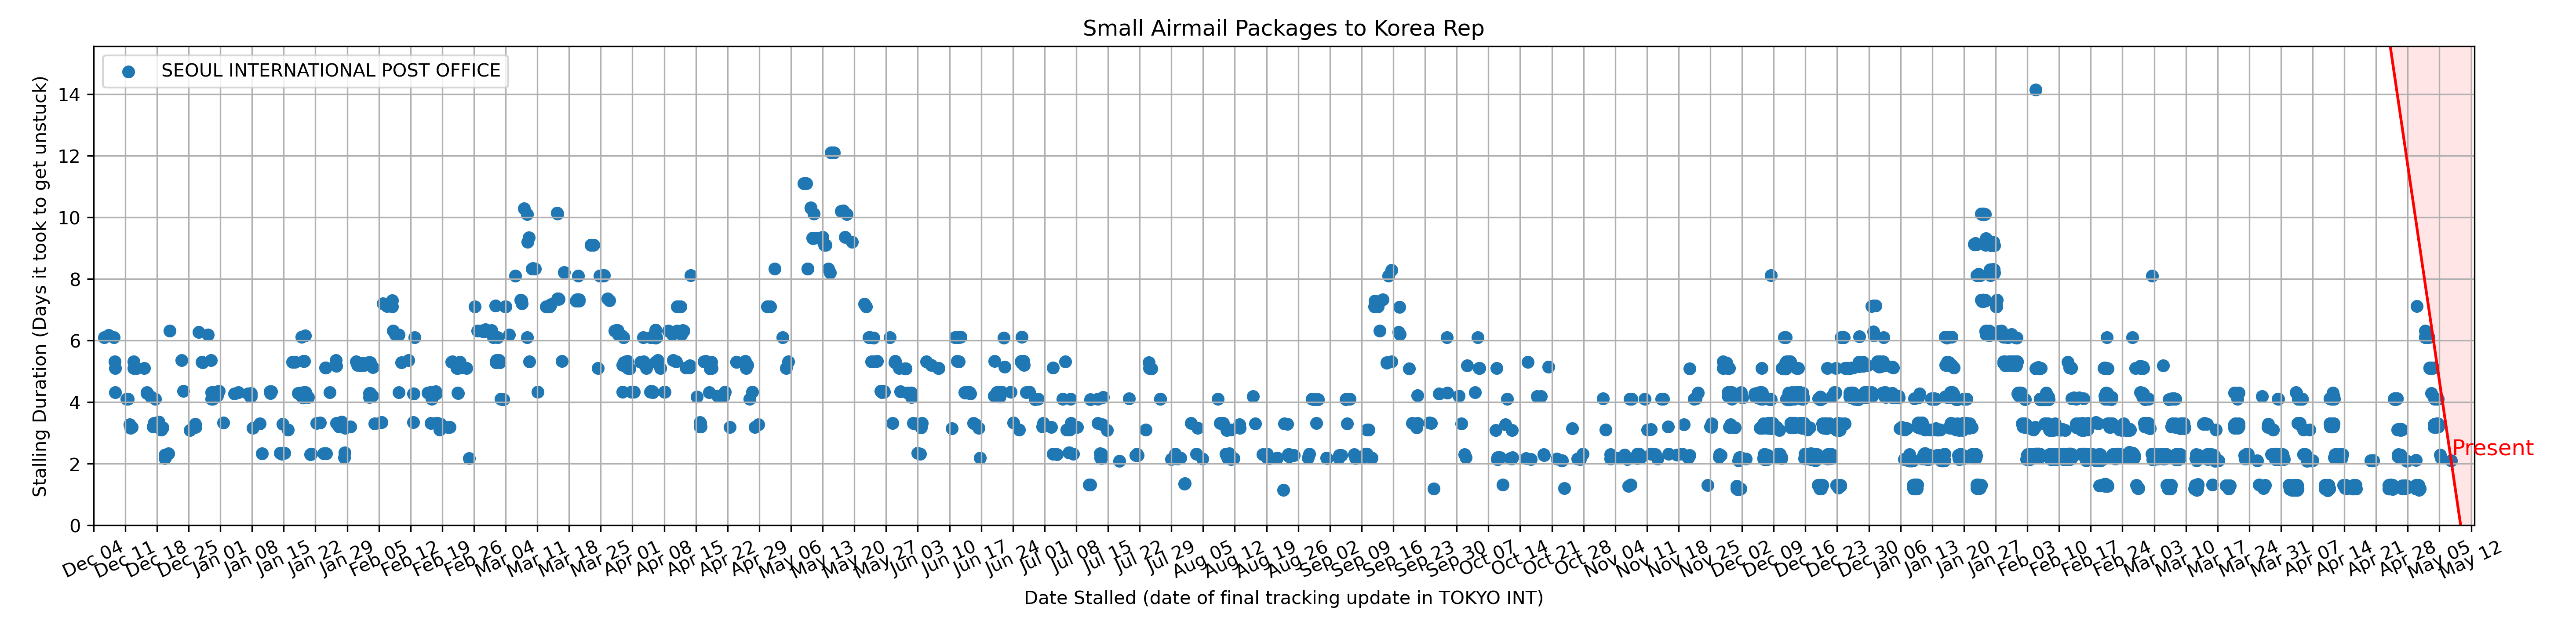 Small Airmail Packages to Korea Rep
SEOUL INTERNATIONAL POST OFFICE
Stalling Duration (Days it took to get unstuck)
14
12
10
8
6
4
2
0
Present
Dec 04 Dec 11 Dec 18 Dec 25 Jan 01 Jan 08 Jan 15 Jan 22 Jan 29 Feb 05 Feb 12 Feb 19 Feb 26 Mar 04 Mar 11 Mar 18 Mar 25 Apr 01 Apr 08 Apr 15 Apr 22 Apr 29 May 06 May 13 May 20 May 27 Jun 03 Jun 10 Jun 17 Jun 24 Jul 01 Jul 08 Jul 15 Jul 22 Jul 29 Aug 05 Aug 12 Aug 19 Aug 26 Sep 02 Sep 09 Sep 16 Sep 23 Sep 30 Oct 07 Oct 14 Oct 21 Oct 28 Nov 04 Nov 11 Nov 18 Nov 25 Dec 02 Dec 09 Dec 16 Dec 23 Dec 30 Jan 06 Jan 13 Jan 20 Jan 27 Feb 03 Feb 10 Feb 17 Feb 24 Mar 03 Mar 10 Mar 17 Mar 24 Mar 31 Apr 07 Apr 14 Apr 21 Apr 28 May 05 May 12
Date Stalled (date of final tracking update in TOKYO INT)